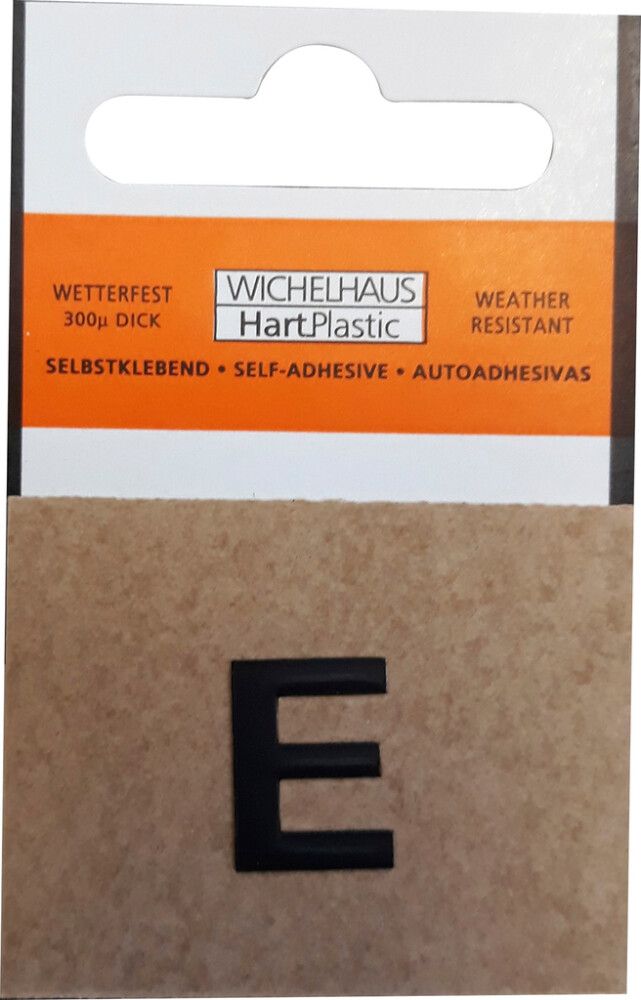 WETTERFEST
300µ DICK
WICHELHAUS
HartPlastic
WEATHER
RESISTANT
SELBSTKLEBEND • SELF-ADHESIVE • AUTOADHESIVAS
E